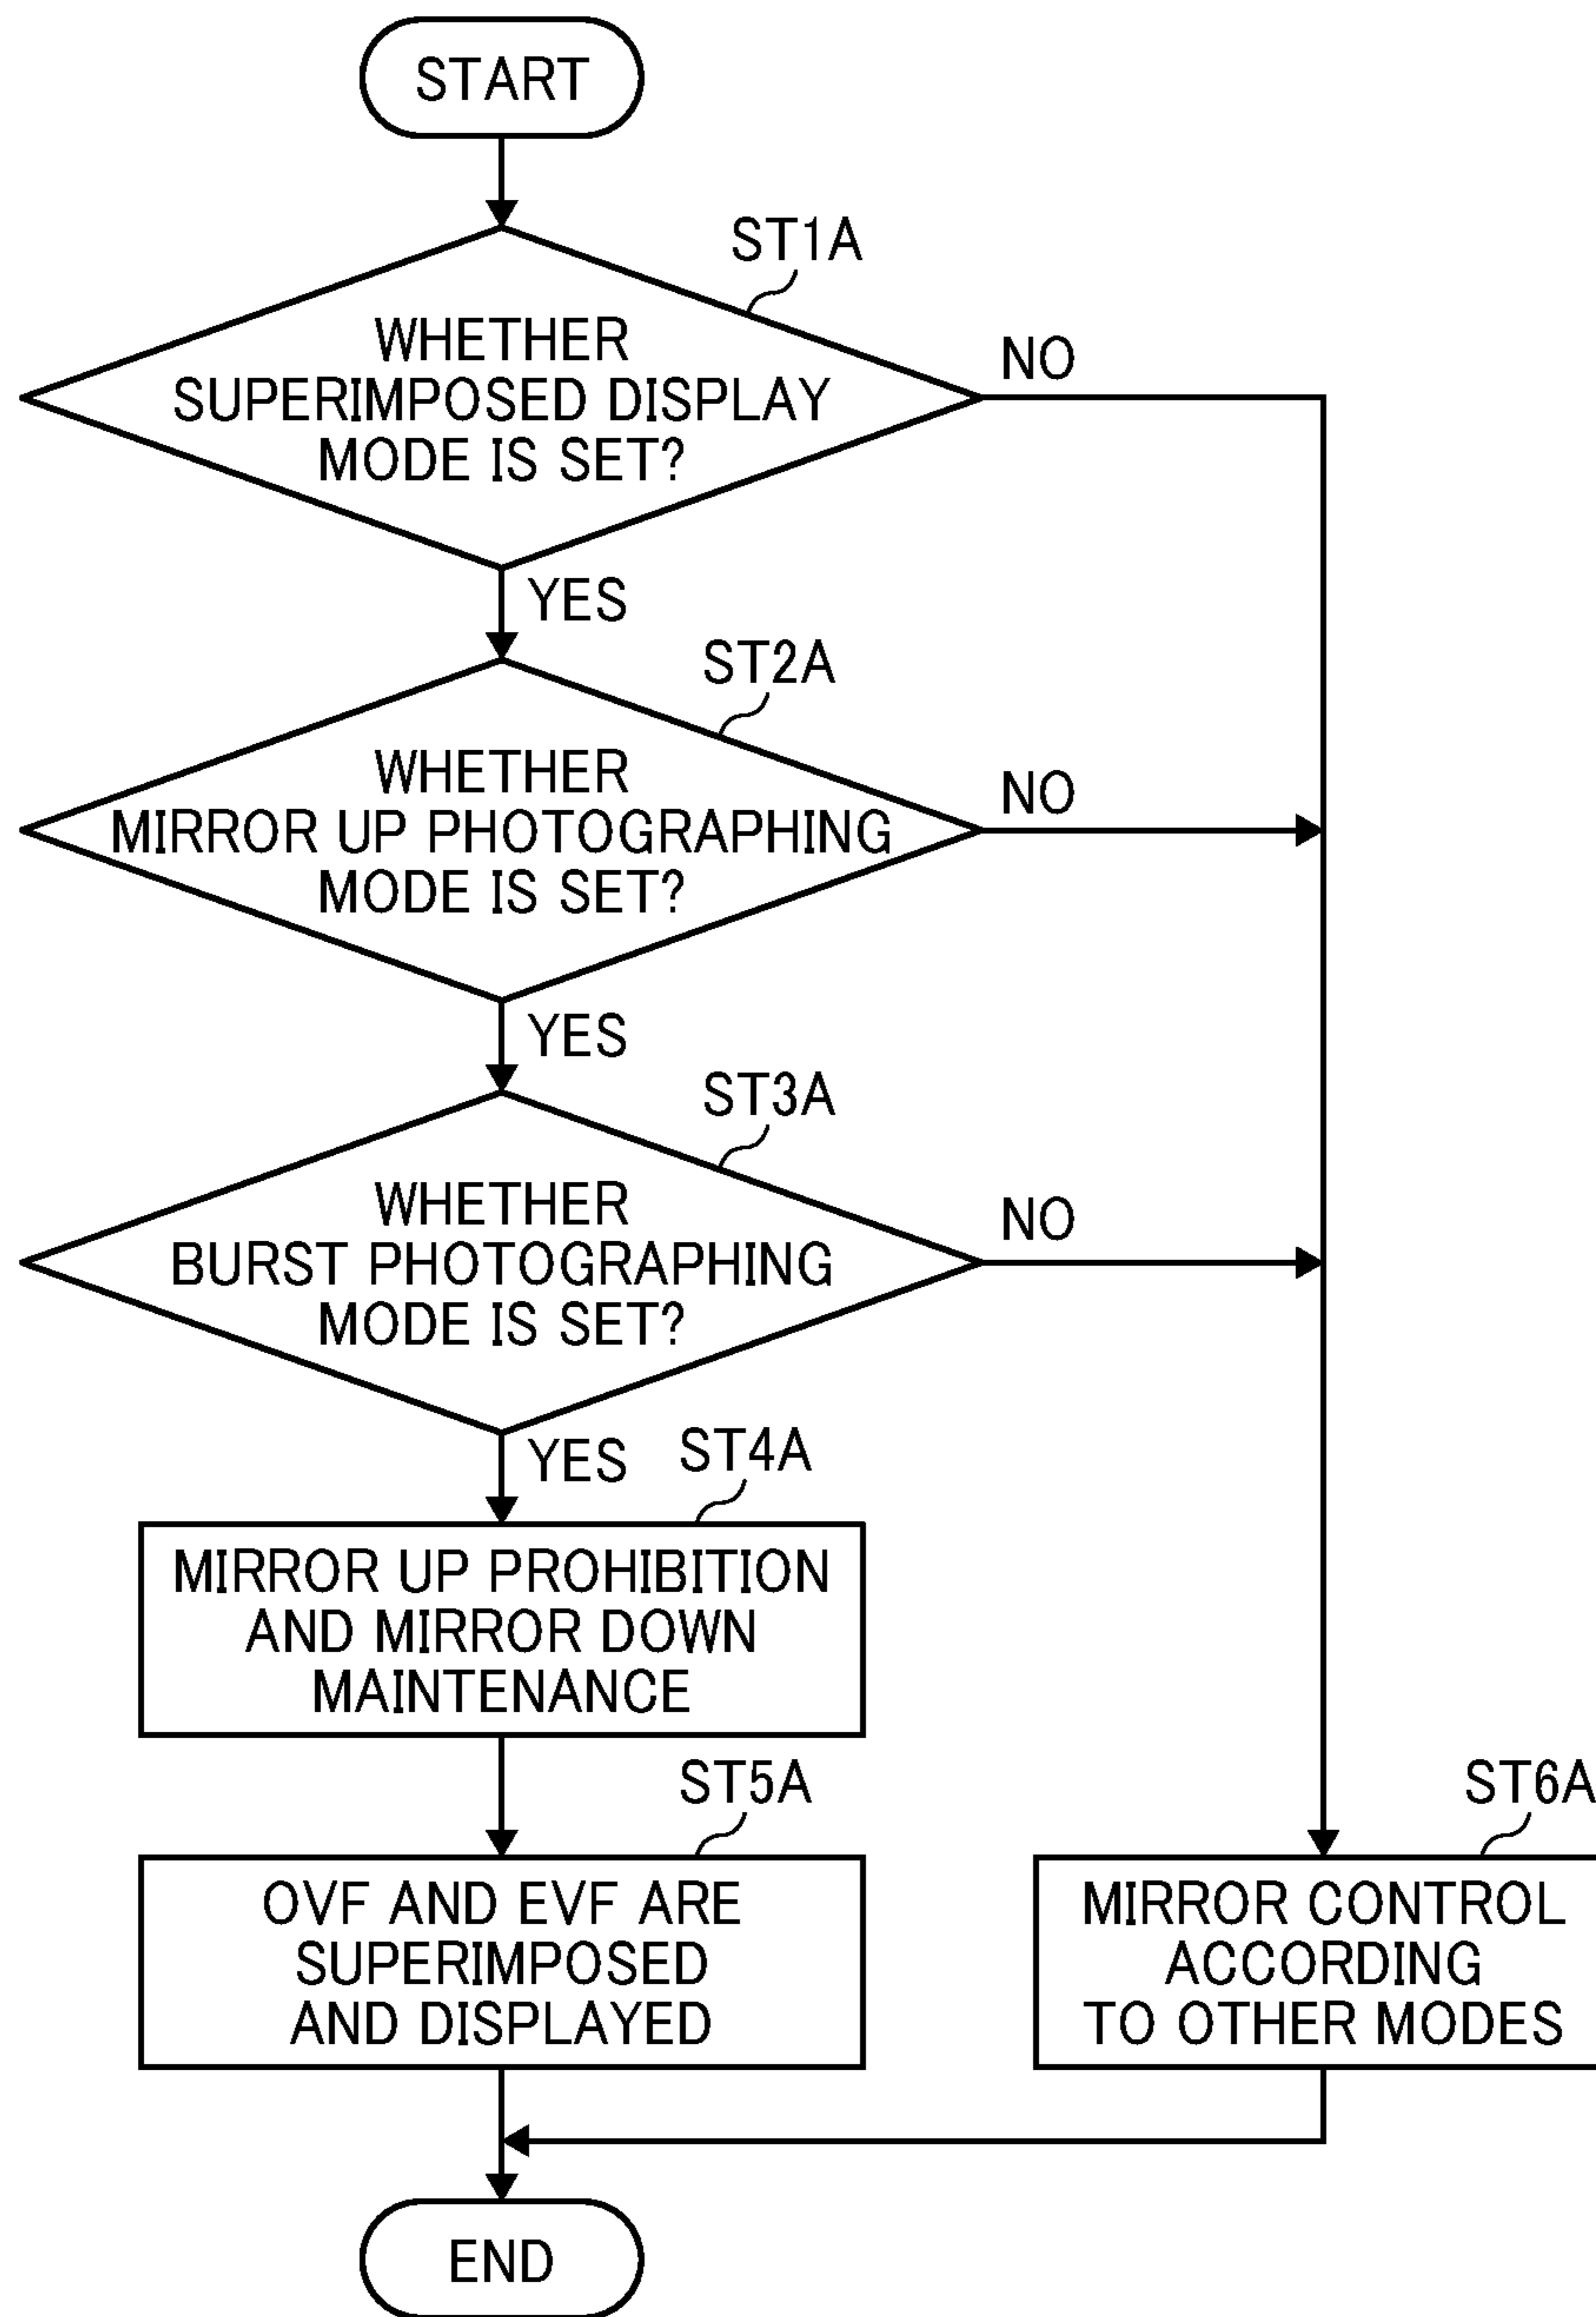 START
ST1A
WHETHER
SUPERIMPOSED DISPLAY
MODE IS SET?
NO
YES
ST2A
WHETHER
MIRROR UP PHOTOGRAPHING
MODE IS SET?
NO
YES
ST3A
WHETHER
BURST PHOTOGRAPHING
MODE IS SET?
NO
YES
ST4A
MIRROR UP PROHIBITION
AND MIRROR DOWN
MAINTENANCE
ST5A
OVF AND EVF ARE
SUPERIMPOSED
AND DISPLAYED
ST6A
MIRROR CONTROL
ACCORDING
TO OTHER MODES
END